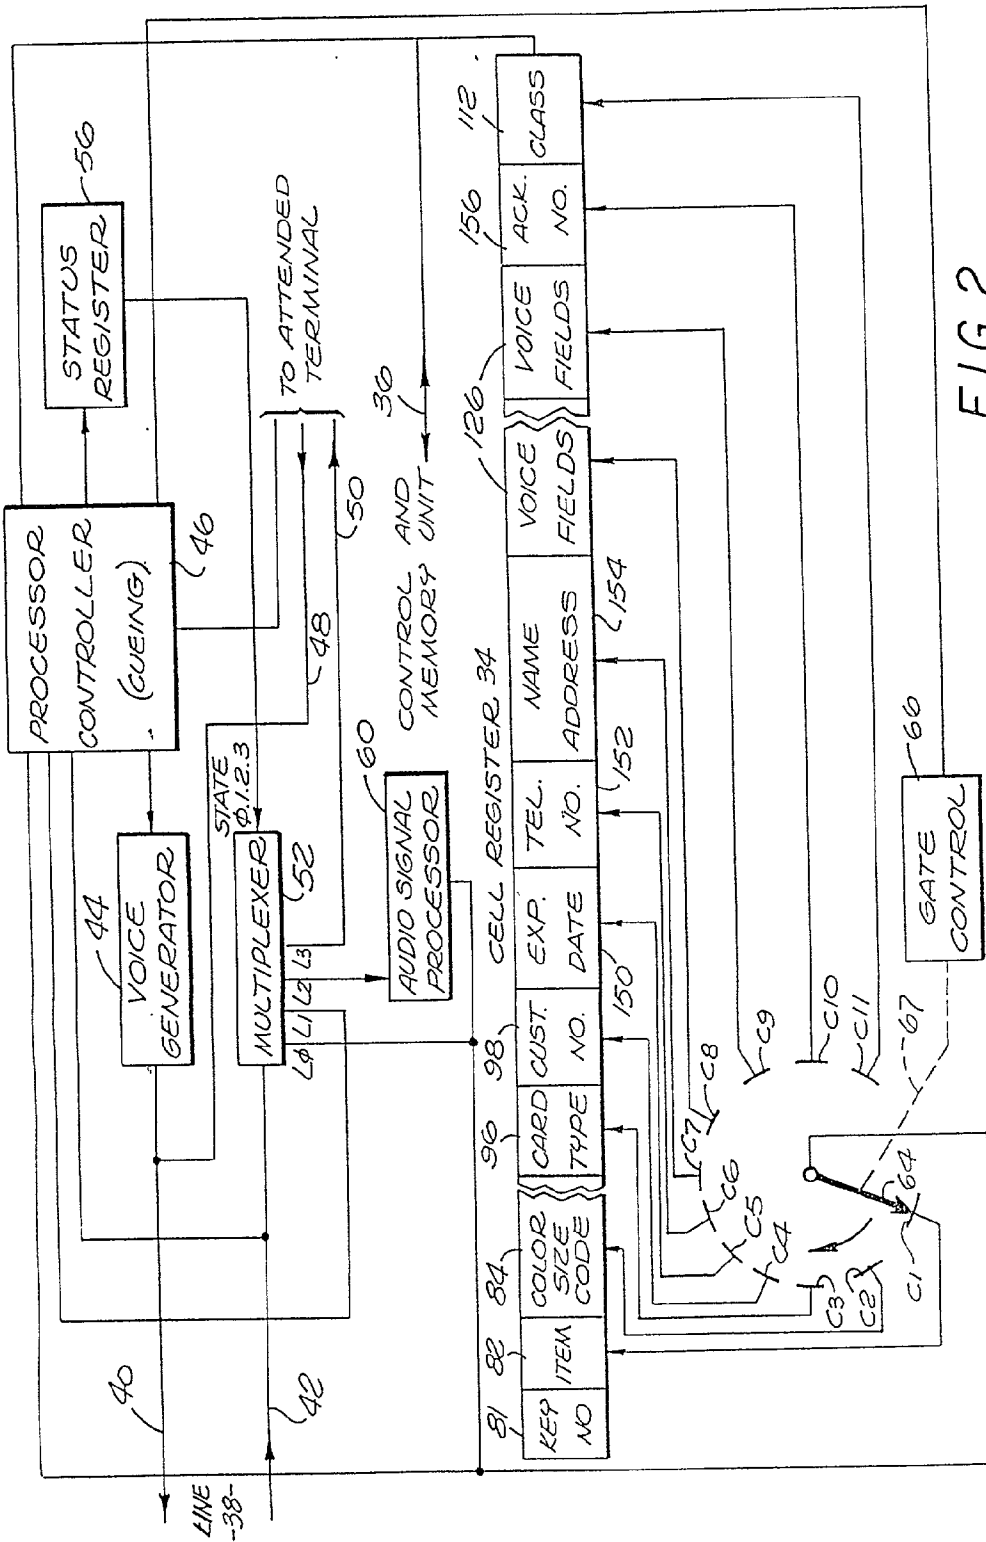 PROCESSOR
CONTROLLER
(CUEING)
46
STATUS
REGISTER
56
VOICE
GENERATOR
44
40
LINE
-38-
42
MULTIPLEXER
52
STATE
φ.1.2.3
Lφ
L1
L2
L3
48
50
TO ATTENDED
TERMINAL
AUDIO SIGNAL
PROCESSOR
60
CONTROL AND
MEMORY UNIT
36
CELL REGISTER 34
81
82
84
96
98
126
156
112
KEY
NO
ITEM
COLOR
SIZE
CODE
CARD
TYPE
CUST.
NO.
EXP.
DATE
TEL.
NO.
NAME
ADDRESS
VOICE
FIELDS
VOICE
FIELDS
ACK.
NO.
CLASS
150
152
154
C1
C2
C3
C4
C5
C6
C7
C8
C9
C10
C11
64
67
GATE
CONTROL
66
FIG 2